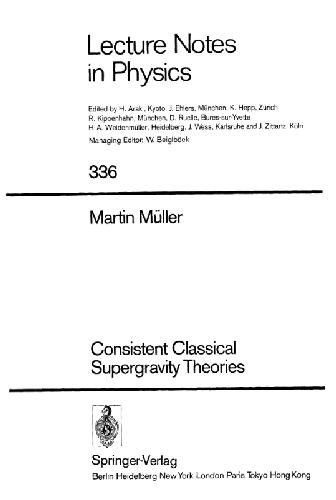 Lecture Notes
in Physics
Edited by H. Araki, Kyoto, J. Ehlers, München, K. Hepp, Zürich
R. Kippenhahn, München, D. Ruelle, Bures-sur-Yvette
H. A. Weidenmüller, Heidelberg, J. Wess, Karlsruhe and J. Zittartz, Köln
Managing Editor: W. Beiglböck
336
Martin Müller
Consistent Classical
Supergravity Theories
Springer-Verlag
Berlin Heidelberg New York London Paris Tokyo Hong Kong